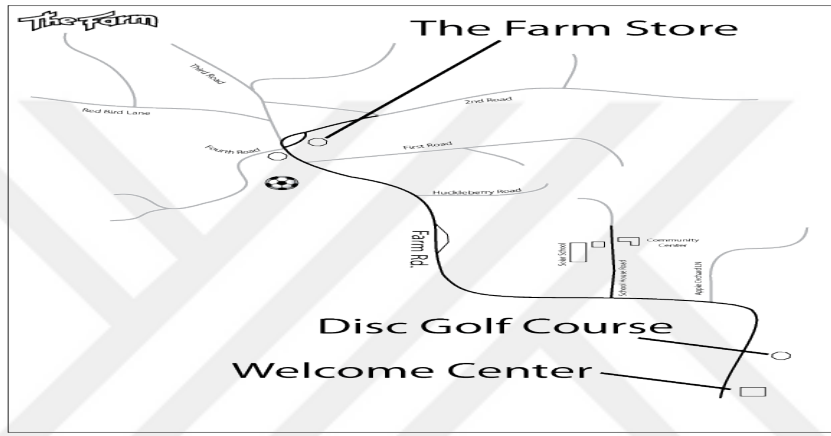 The Farm
The Farm Store
Third Road
Red Bird Lane
2nd Road
Fourth Road
First Road
Huckleberry Road
Farm Rd.
Solar School
School House Road
Community
Center
Apple Orchard LN
Disc Golf Course
Welcome Center